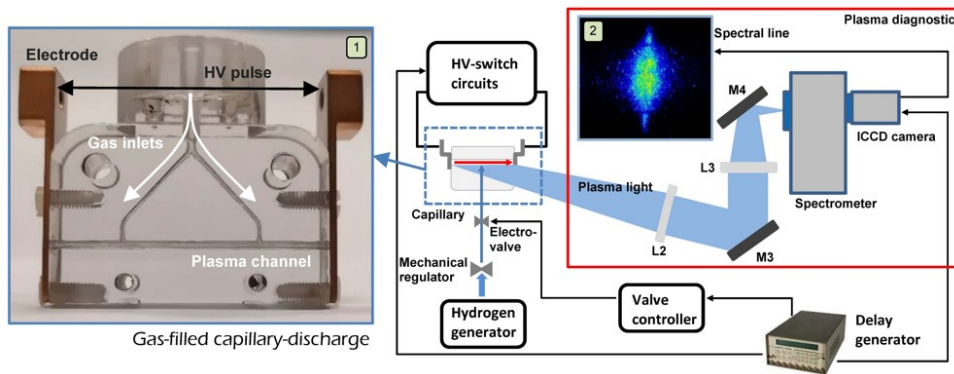 1
Electrode
HV pulse
Gas inlets
Plasma channel
Gas-filled capillary-discharge
HV-switch
circuits
Capillary
Electro-
valve
Mechanical
regulator
Hydrogen
generator
Valve
controller
Delay
generator
Plasma diagnostic
2
Spectral line
M4
ICCD camera
L3
Spectrometer
Plasma light
L2
M3